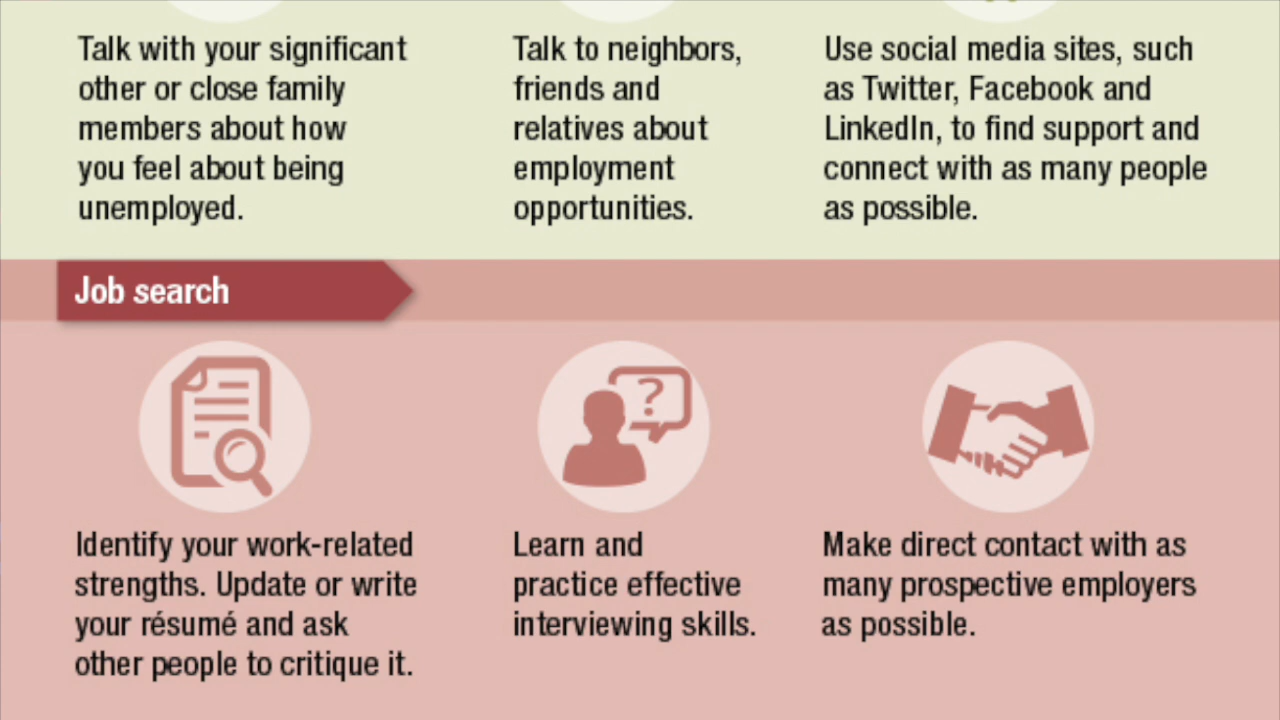 Talk with your significant
other or close family
members about how
you feel about being
unemployed.
Talk to neighbors,
friends and
relatives about
employment
opportunities.
Use social media sites, such
as Twitter, Facebook and
LinkedIn, to find support and
connect with as many people
as possible.
Job search
?
Identify your work-related
strengths. Update or write
your résumé and ask
other people to critique it.
Learn and
practice effective
interviewing skills.
Make direct contact with as
many prospective employers
as possible.